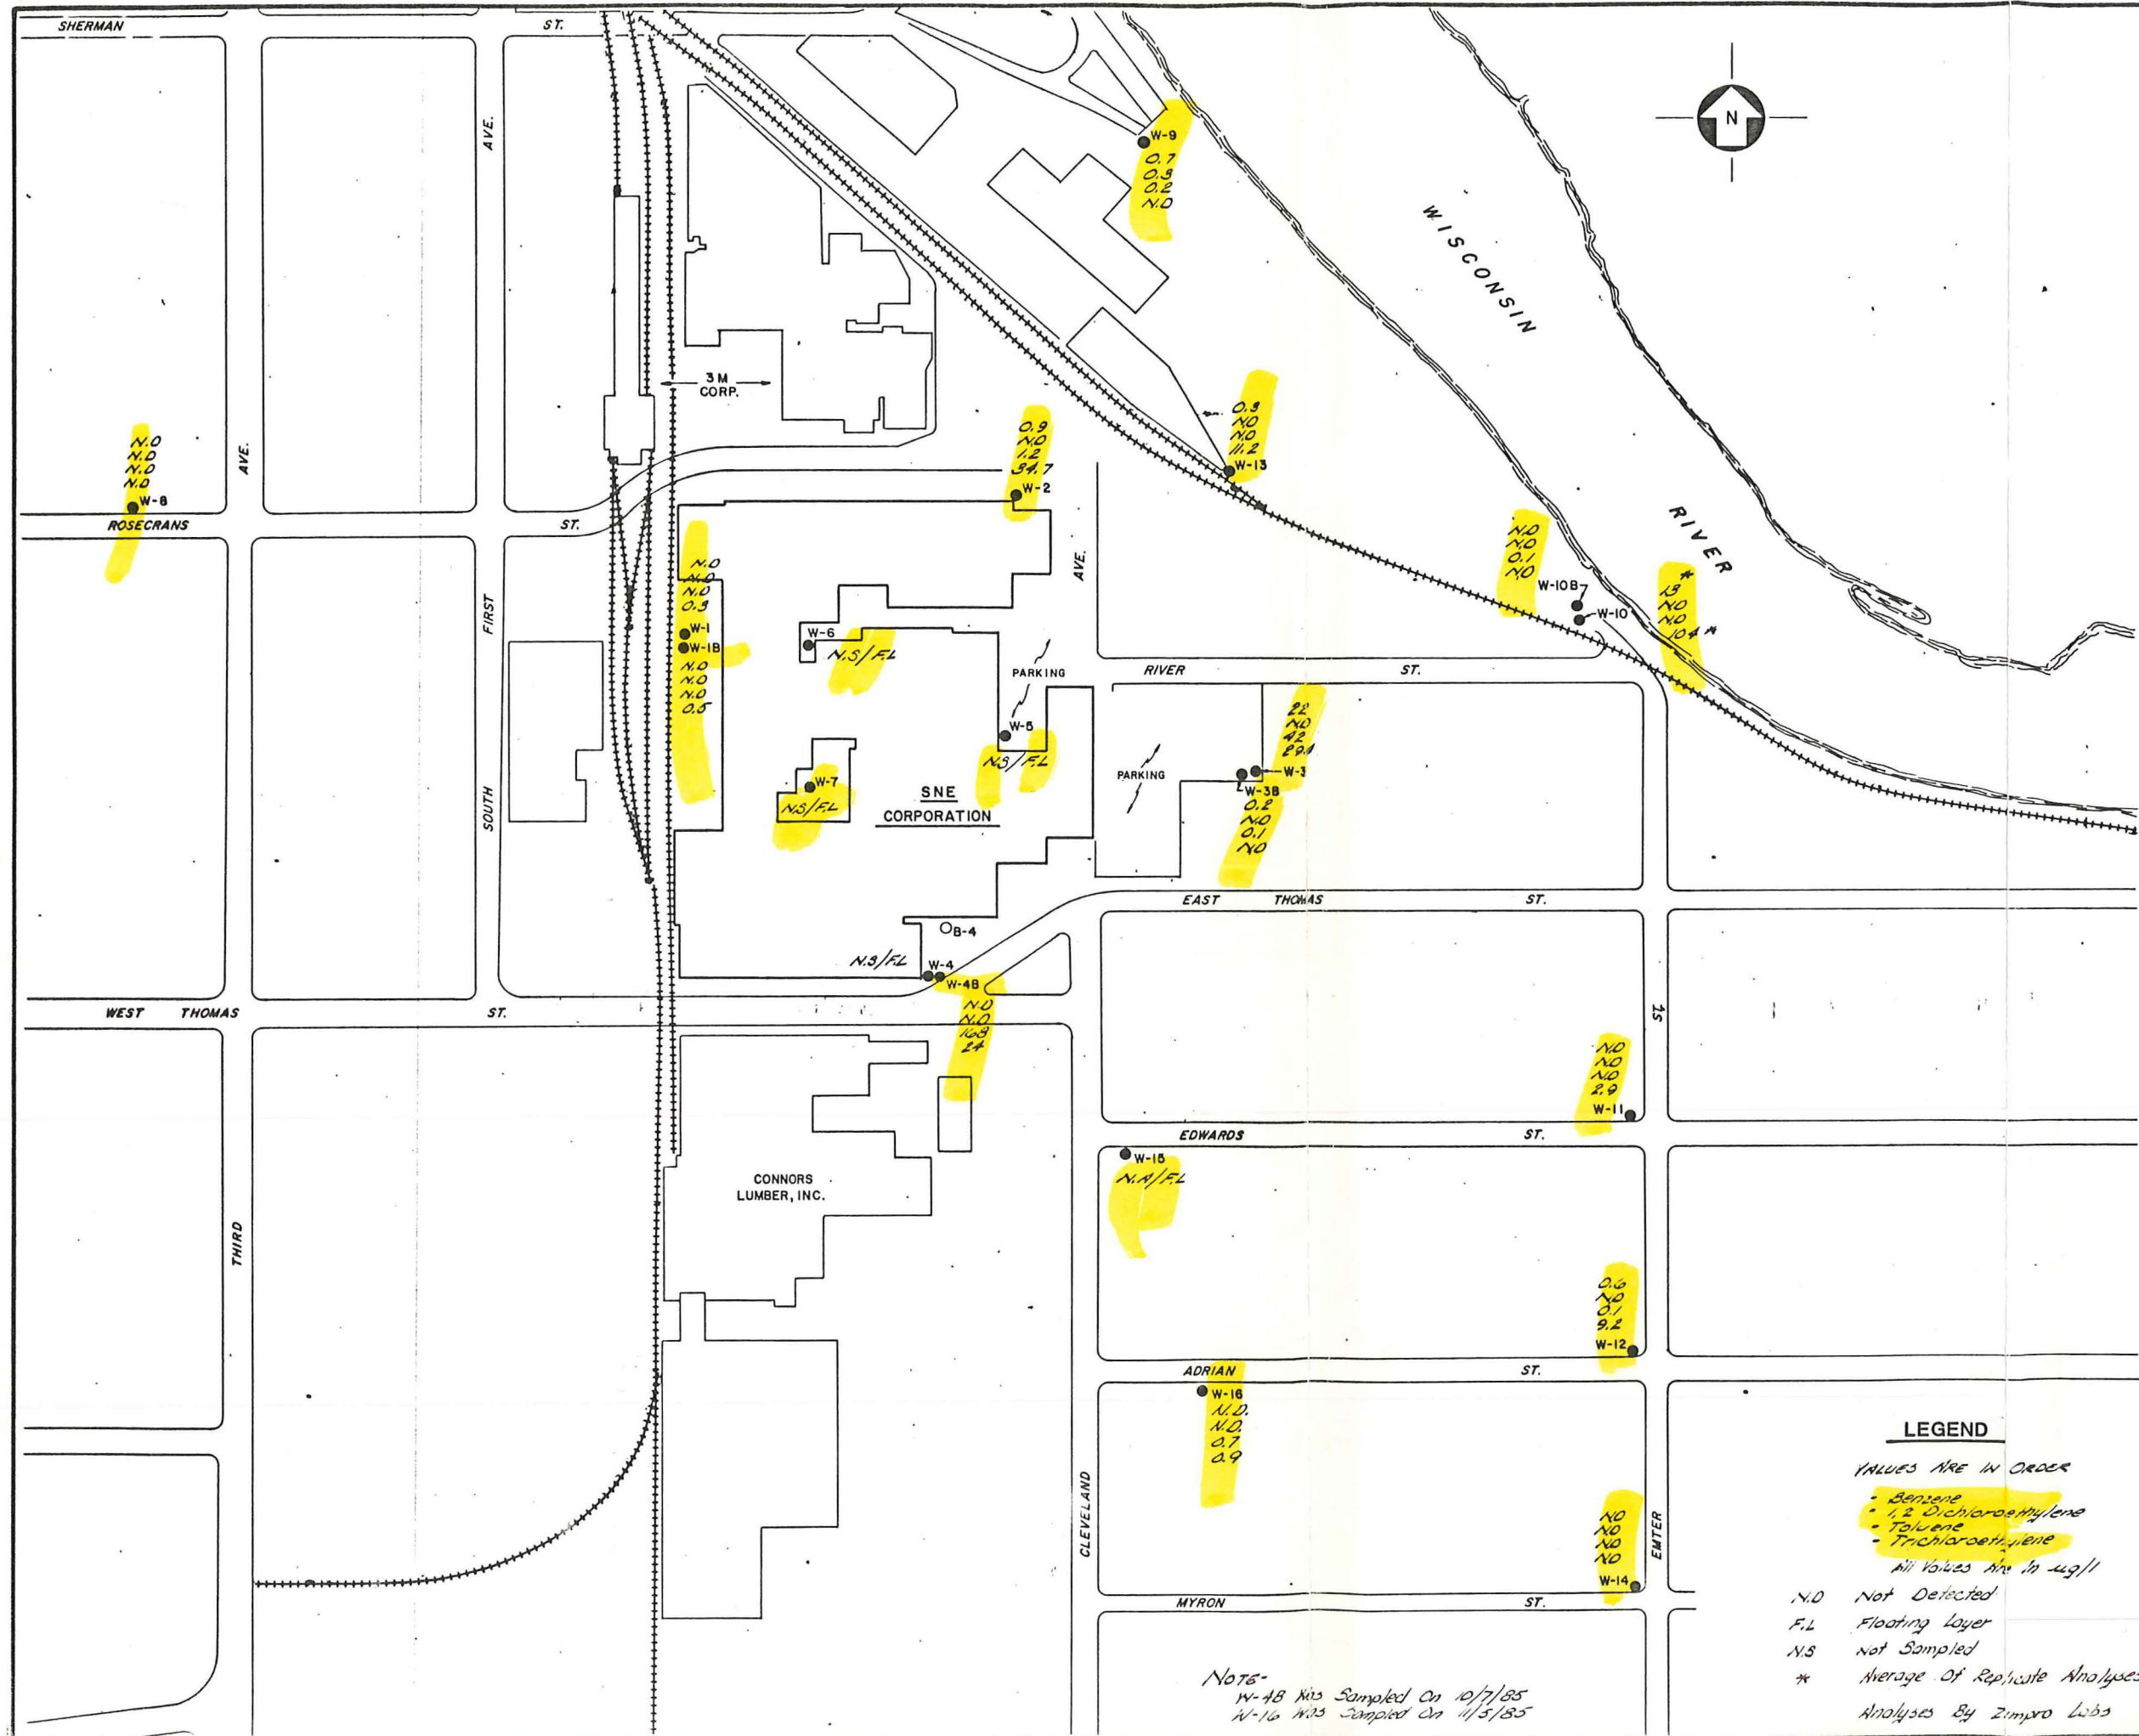 SHERMAN ST.
AVE.
N
W-9
0.7
0.3
0.2
N.D
WISCONSIN
RIVER
3 M
CORP.
AVE.
N.D
N.D
N.D
N.D
W-8
ROSECRANS ST.
0.9
N.D
1.2
34.7
W-2
0.3
N.D
N.D
11.2
W-13
AVE.
N.D
N.D
N.D
0.3
W-1
W-1B
N.D
N.D
N.D
0.5
W-6
N.S/F.L
PARKING
W-5
N.S/F.L
W-7
N.S/F.L
SNE
CORPORATION
N.D
N.D
0.1
N.D
W-10B
W-10
*
13
N.D
N.D
104 *
RIVER ST.
PARKING
22
N.D
42
W-3
W-3B
0.2
N.D
0.1
N.D
FIRST
SOUTH
EAST THOMAS ST.
B-4
N.S/F.L
W-4
W-4B
N.D
N.D
168
24
WEST THOMAS ST.
ST.
N.D
N.D
N.D
2.9
W-11
EDWARDS ST.
W-15
N.A/F.L
CONNORS
LUMBER, INC.
THIRD
0.6
N.D
0.1
9.2
W-12
ADRIAN ST.
W-16
N.D.
N.D.
0.7
0.9
CLEVELAND
EMTER
N.D
N.D
N.D
N.D
W-14
MYRON ST.
LEGEND
VALUES ARE IN ORDER
- Benzene
- 1,2 Dichloroethylene
- Toluene
- Trichloroethylene
All Values Are In ug/l
N.D Not Detected
F.L Floating Layer
N.S Not Sampled
* Average Of Replicate Analyses
Analyses By Zimpro Labs
NOTE-
W-4B Was Sampled On 10/7/85
W-16 Was Sampled On 11/5/85